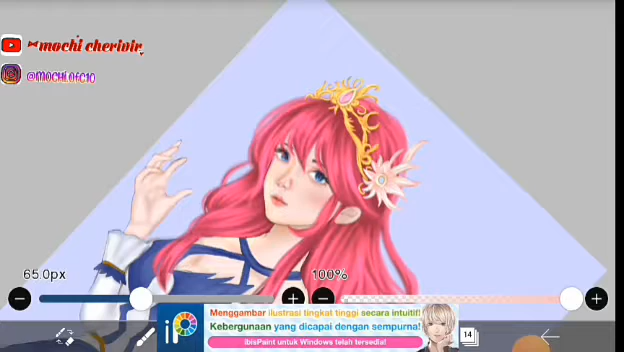 mochi cherivir
@MOCHI.OFC10
65.0px
100%
Menggambar ilustrasi tingkat tinggi secara intuitif!
Kebergunaan yang dicapai dengan sempurna!
IbisPaint untuk Windows telah tersedia!
iP
14